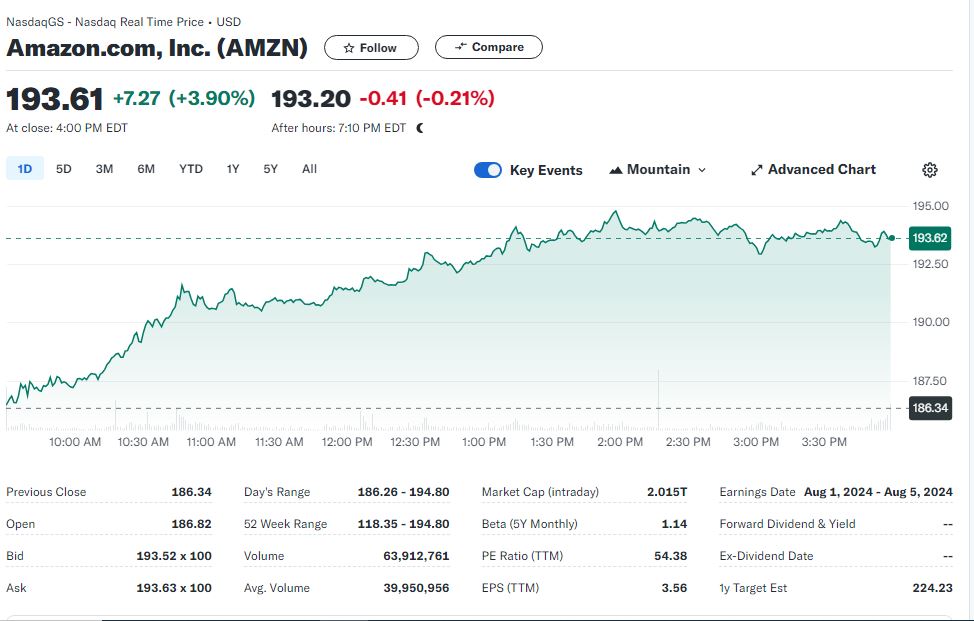 NasdaqGS - Nasdaq Real Time Price • USD
Amazon.com, Inc. (AMZN) Follow Compare
193.61 +7.27 (+3.90%) 193.20 -0.41 (-0.21%)
At close: 4:00 PM EDT After hours: 7:10 PM EDT
1D 5D 3M 6M YTD 1Y 5Y All Key Events Mountain Advanced Chart
195.00
193.62
192.50
190.00
187.50
186.34
10:00 AM 10:30 AM 11:00 AM 11:30 AM 12:00 PM 12:30 PM 1:00 PM 1:30 PM 2:00 PM 2:30 PM 3:00 PM 3:30 PM
Previous Close 186.34 Day's Range 186.26 - 194.80 Market Cap (intraday) 2.015T Earnings Date Aug 1, 2024 - Aug 5, 2024
Open 186.82 52 Week Range 118.35 - 194.80 Beta (5Y Monthly) 1.14 Forward Dividend & Yield --
Bid 193.52 x 100 Volume 63,912,761 PE Ratio (TTM) 54.38 Ex-Dividend Date --
Ask 193.63 x 100 Avg. Volume 39,950,956 EPS (TTM) 3.56 1y Target Est 224.23